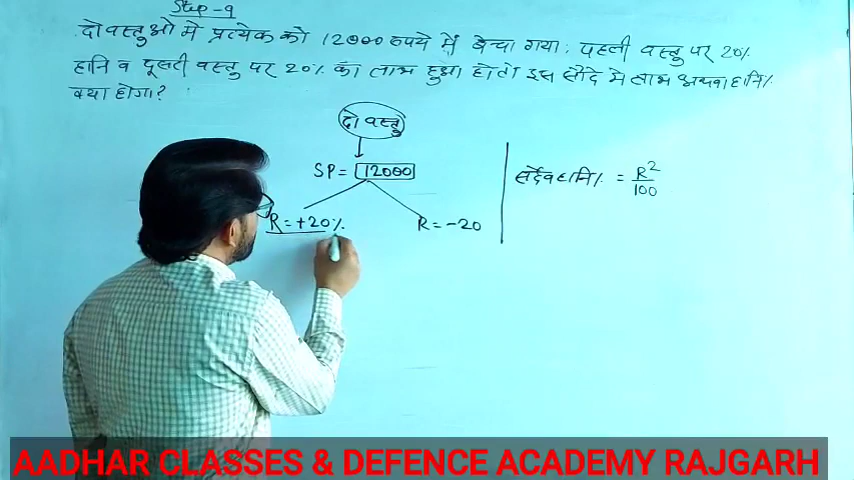 Step-9
दो वस्तुओ मे प्रत्येक को 12000 रुपये में बेचा गया; पहली वस्तु पर 20%
हानि व दूसरी वस्तु पर 20% का लाभ हुआ हो तो इस सौदे मे लाभ अथवा हानि%
क्या होगा?
दो वस्तु
SP = 12000
R = +20%
R = -20
सदैव हानि% = R²/100
AADHAR CLASSES & DEFENCE ACADEMY RAJGARH